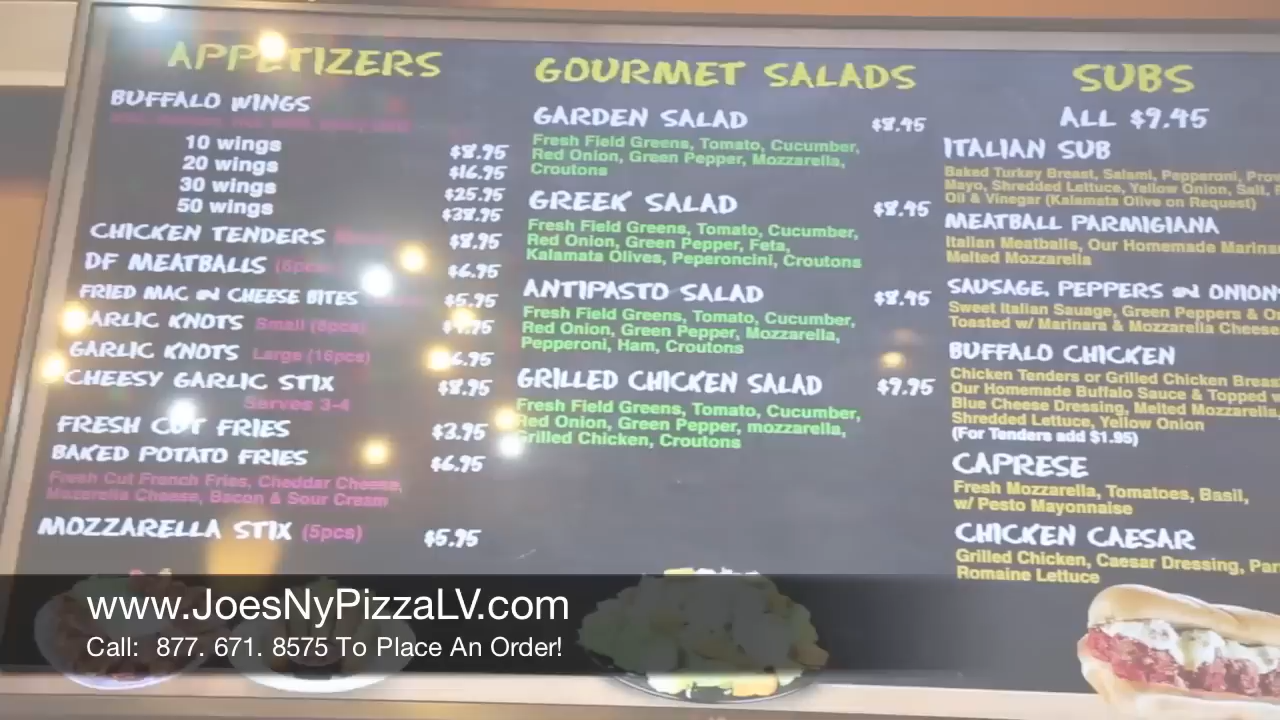 APPETIZERS
BUFFALO WINGS
10 wings $8.95
20 wings $16.95
30 wings $25.95
50 wings $38.95
CHICKEN TENDERS $8.95
DF MEATBALLS $6.95
FRIED MAC N CHEESE BITES $5.95
GARLIC KNOTS Small (8pcs)
GARLIC KNOTS Large (16pcs) $6.95
CHEESY GARLIC STIX $8.95
Serves 3-4
FRESH CUT FRIES $3.95
BAKED POTATO FRIES $6.95
Fresh Cut French Fries, Cheddar Cheese,
Mozerella Cheese, Bacon & Sour Cream
MOZZARELLA STIX (5pcs) $5.95
GOURMET SALADS
GARDEN SALAD $8.45
Fresh Field Greens, Tomato, Cucumber,
Red Onion, Green Pepper, Mozzarella,
Croutons
GREEK SALAD $8.45
Fresh Field Greens, Tomato, Cucumber,
Red Onion, Green Pepper, Feta,
Kalamata Olives, Peperoncini, Croutons
ANTIPASTO SALAD $8.45
Fresh Field Greens, Tomato, Cucumber,
Red Onion, Green Pepper, Mozzarella,
Pepperoni, Ham, Croutons
GRILLED CHICKEN SALAD $9.95
Fresh Field Greens, Tomato, Cucumber,
Red Onion, Green Pepper, mozzarella,
Grilled Chicken, Croutons
SUBS
ALL $9.45
ITALIAN SUB
Baked Turkey Breast, Salami, Pepperoni, Prov
Mayo, Shredded Lettuce, Yellow Onion, Salt,
Oil & Vinegar (Kalamata Olive on Request)
MEATBALL PARMIGIANA
Italian Meatballs, Our Homemade Marinar
Melted Mozzarella
SAUSAGE, PEPPERS N ONION
Sweet Italian Sauage, Green Peppers & On
Toasted w/ Marinara & Mozzarella Cheese
BUFFALO CHICKEN
Chicken Tenders or Grilled Chicken Breas
Our Homemade Buffalo Sauce & Topped w
Blue Cheese Dressing, Melted Mozzarella
Shredded Lettuce, Yellow Onion
(For Tenders add $1.95)
CAPRESE
Fresh Mozzarella, Tomatoes, Basil,
w/ Pesto Mayonnaise
CHICKEN CAESAR
Grilled Chicken, Caesar Dressing, Par
Romaine Lettuce
www.JoesNyPizzaLV.com
Call: 877. 671. 8575 To Place An Order!